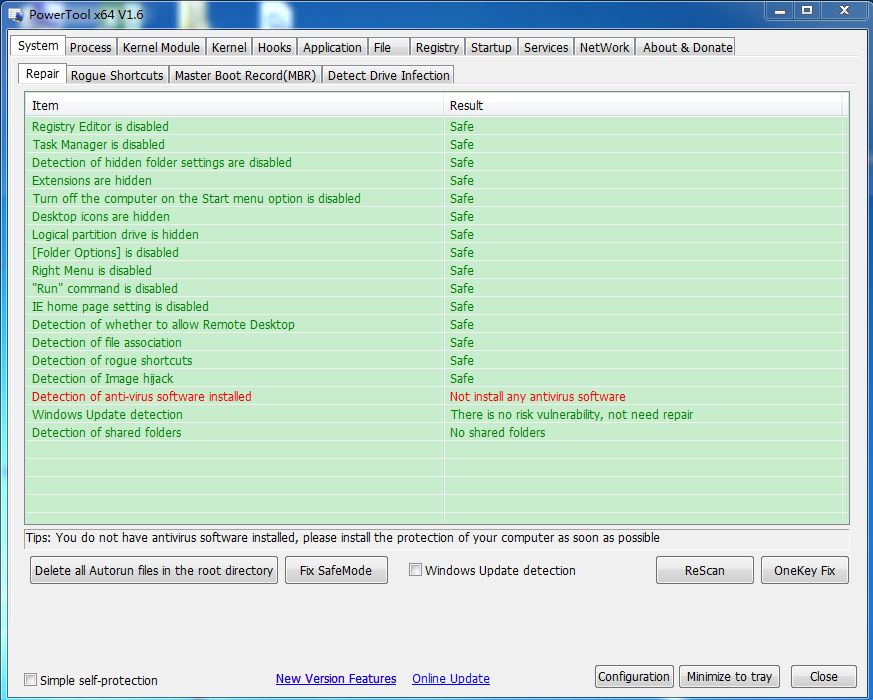 PowerTool x64 V1.6
System Process Kernel Module Kernel Hooks Application File Registry Startup Services NetWork About & Donate
Repair Rogue Shortcuts Master Boot Record(MBR) Detect Drive Infection
Item Result
Registry Editor is disabled Safe
Task Manager is disabled Safe
Detection of hidden folder settings are disabled Safe
Extensions are hidden Safe
Turn off the computer on the Start menu option is disabled Safe
Desktop icons are hidden Safe
Logical partition drive is hidden Safe
[Folder Options] is disabled Safe
Right Menu is disabled Safe
"Run" command is disabled Safe
IE home page setting is disabled Safe
Detection of whether to allow Remote Desktop Safe
Detection of file association Safe
Detection of rogue shortcuts Safe
Detection of Image hijack Safe
Detection of anti-virus software installed Not install any antivirus software
Windows Update detection There is no risk vulnerability, not need repair
Detection of shared folders No shared folders
Tips: You do not have antivirus software installed, please install the protection of your computer as soon as possible
Delete all Autorun files in the root directory Fix SafeMode Windows Update detection ReScan OneKey Fix
Simple self-protection New Version Features Online Update Configuration Minimize to tray Close